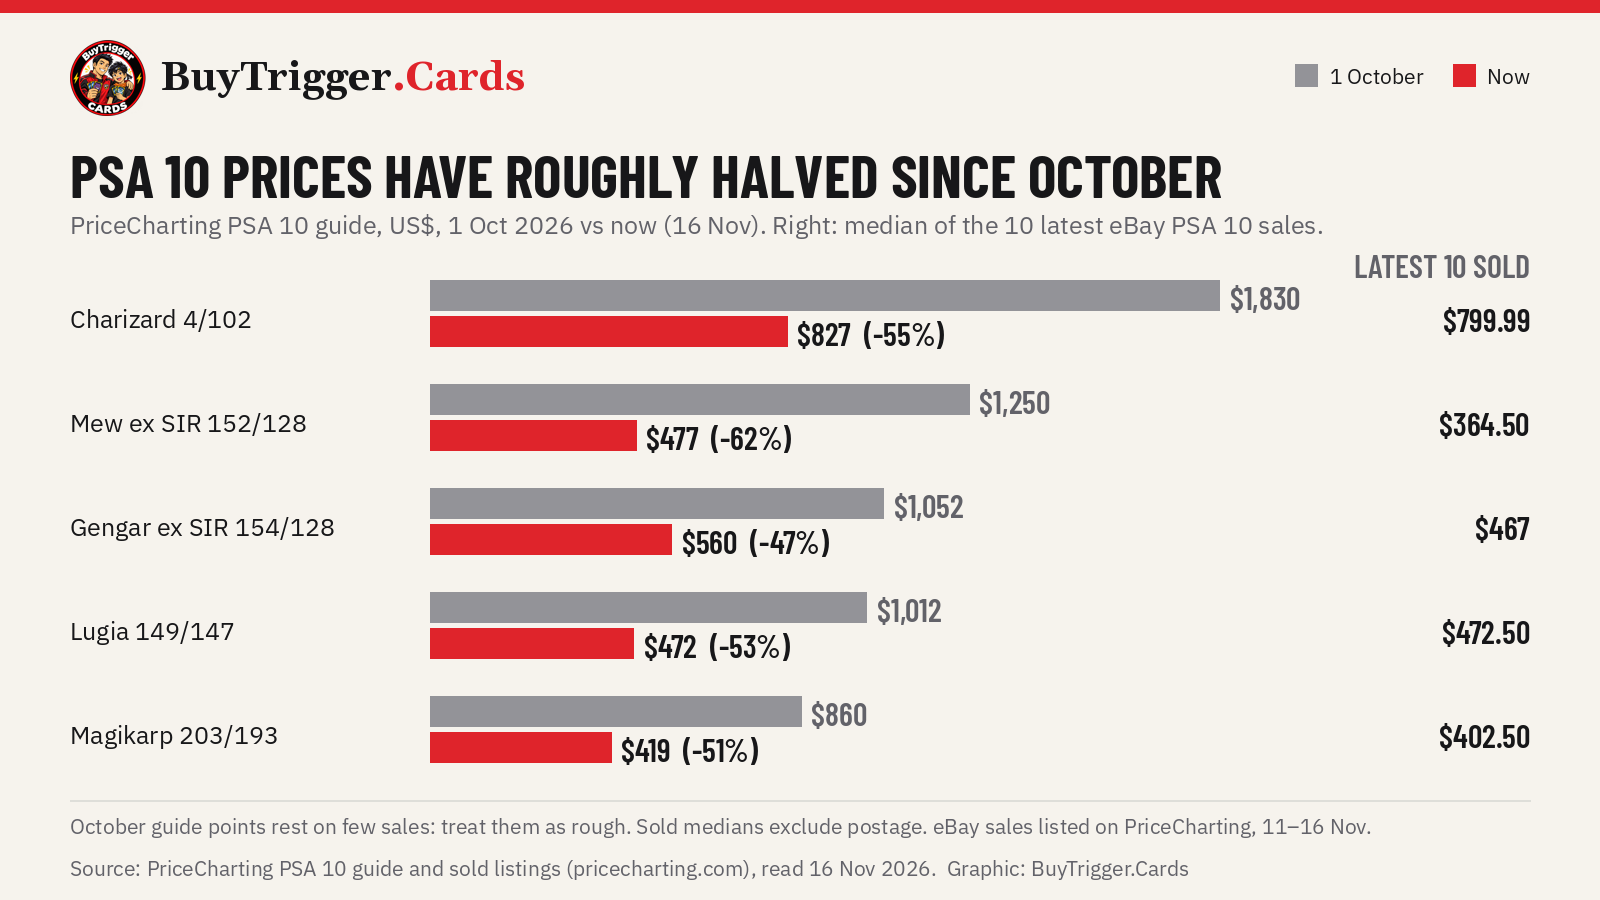 BuyTrigger
CARDS
BuyTrigger.Cards
1 October
Now
PSA 10 PRICES HAVE ROUGHLY HALVED SINCE OCTOBER
PriceCharting PSA 10 guide, US$, 1 Oct 2026 vs now (16 Nov). Right: median of the 10 latest eBay PSA 10 sales.
LATEST 10 SOLD
Charizard 4/102
$1,830
$827 (-55%)
$799.99
Mew ex SIR 152/128
$1,250
$477 (-62%)
$364.50
Gengar ex SIR 154/128
$1,052
$560 (-47%)
$467
Lugia 149/147
$1,012
$472 (-53%)
$472.50
Magikarp 203/193
$860
$419 (-51%)
$402.50
October guide points rest on few sales: treat them as rough. Sold medians exclude postage. eBay sales listed on PriceCharting, 11–16 Nov.
Source: PriceCharting PSA 10 guide and sold listings (pricecharting.com), read 16 Nov 2026. Graphic: BuyTrigger.Cards